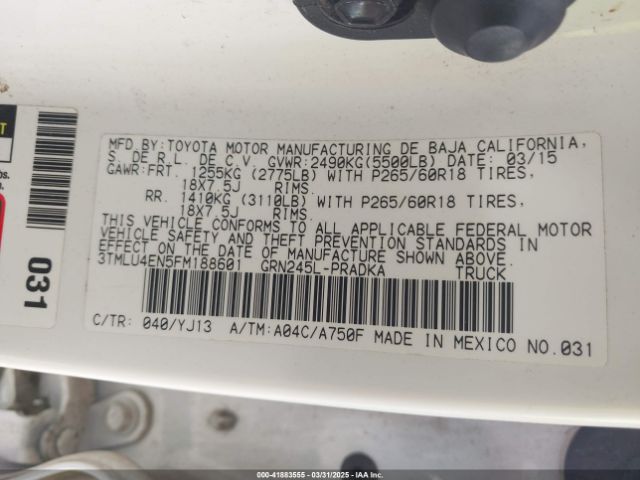 MFD.BY:TOYOTA MOTOR MANUFACTURING DE BAJA CALIFORNIA,
S. DE R.L. DE C.V. GVWR:2490KG(5500LB) DATE: 03/15
GAWR:FRT. 1255KG (2775LB) WITH P265/60R18 TIRES,
18X7.5J RIMS.
RR. 1410KG (3110LB) WITH P265/60R18 TIRES,
18X7.5J RIMS.
THIS VEHICLE CONFORMS TO ALL APPLICABLE FEDERAL MOTOR
VEHICLE SAFETY AND THEFT PREVENTION STANDARDS IN
EFFECT ON THE DATE OF MANUFACTURE SHOWN ABOVE.
3TMLU4EN5FM188601 GRN245L-PRADKA TRUCK
C/TR: 040/YJ13 A/TM:A04C/A750F MADE IN MEXICO NO.031
031
000-41883555 - 03/31/2025 - IAAI.COM